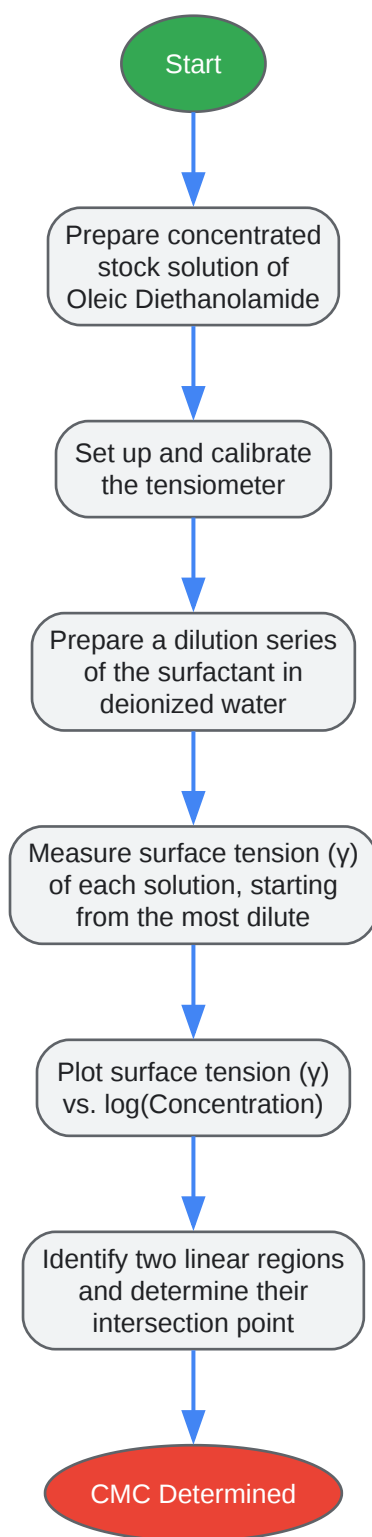 Start
Prepare concentrated
stock solution of
Oleic Diethanolamide
Set up and calibrate
the tensiometer
Prepare a dilution series
of the surfactant in
deionized water
Measure surface tension (γ)
of each solution, starting
from the most dilute
Plot surface tension (γ)
vs. log(Concentration)
Identify two linear regions
and determine their
intersection point
CMC Determined